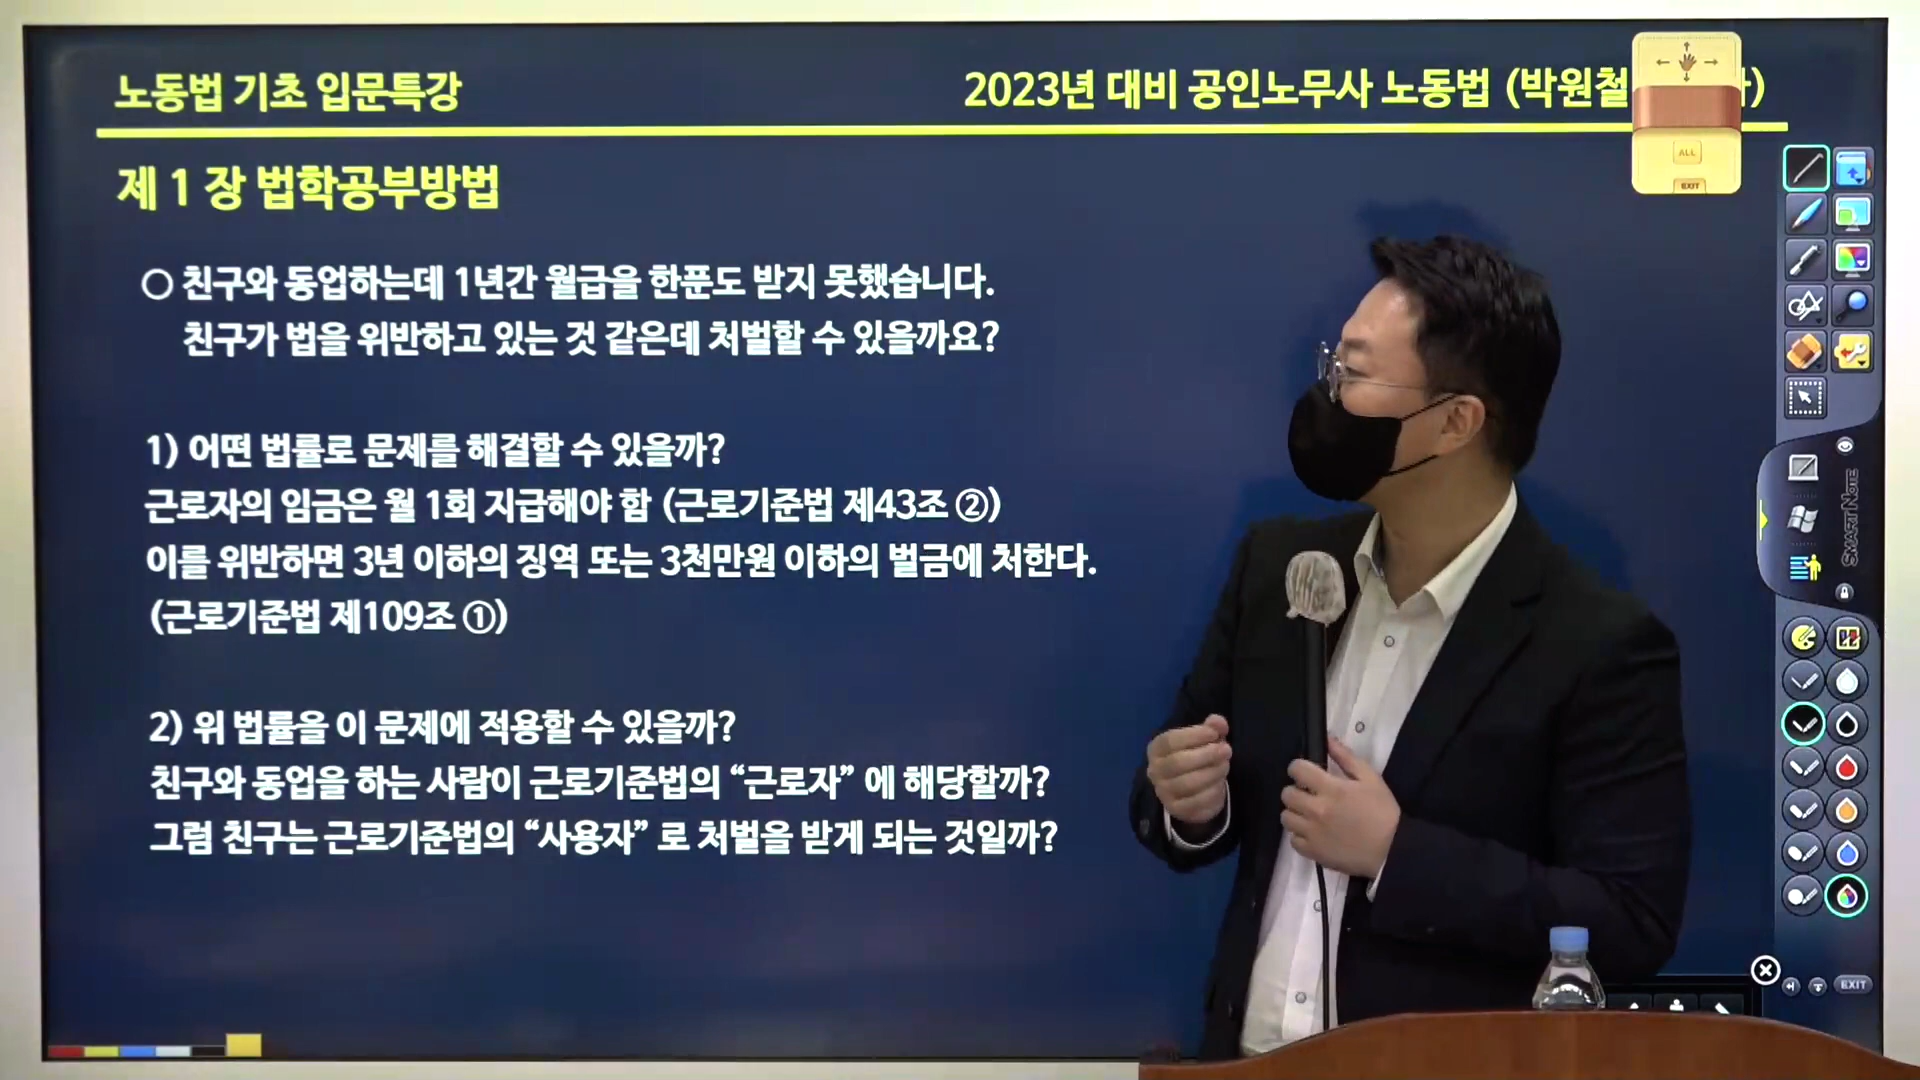 노동법 기초 입문특강
2023년 대비 공인노무사 노동법 (박원철
제 1 장 법학공부방법
○ 친구와 동업하는데 1년간 월급을 한푼도 받지 못했습니다.
친구가 법을 위반하고 있는 것 같은데 처벌할 수 있을까요?
1) 어떤 법률로 문제를 해결할 수 있을까?
근로자의 임금은 월 1회 지급해야 함 (근로기준법 제43조 ②)
이를 위반하면 3년 이하의 징역 또는 3천만원 이하의 벌금에 처한다.
(근로기준법 제109조 ①)
2) 위 법률을 이 문제에 적용할 수 있을까?
친구와 동업을 하는 사람이 근로기준법의 “근로자” 에 해당할까?
그럼 친구는 근로기준법의 “사용자” 로 처벌을 받게 되는 것일까?
ALL
EXIT
SMART NOTE
EXIT